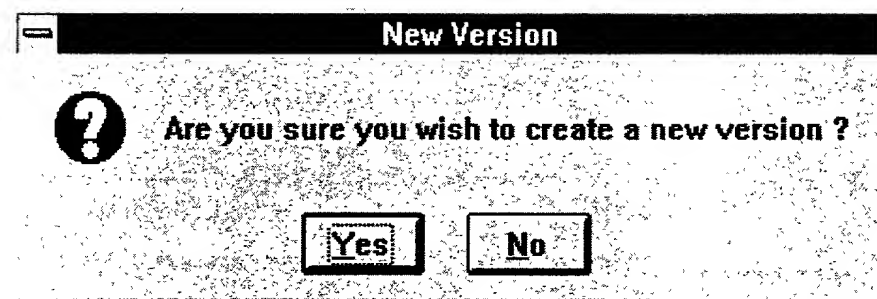 New Version
Are you sure you wish to create a new version ?
Yes
No